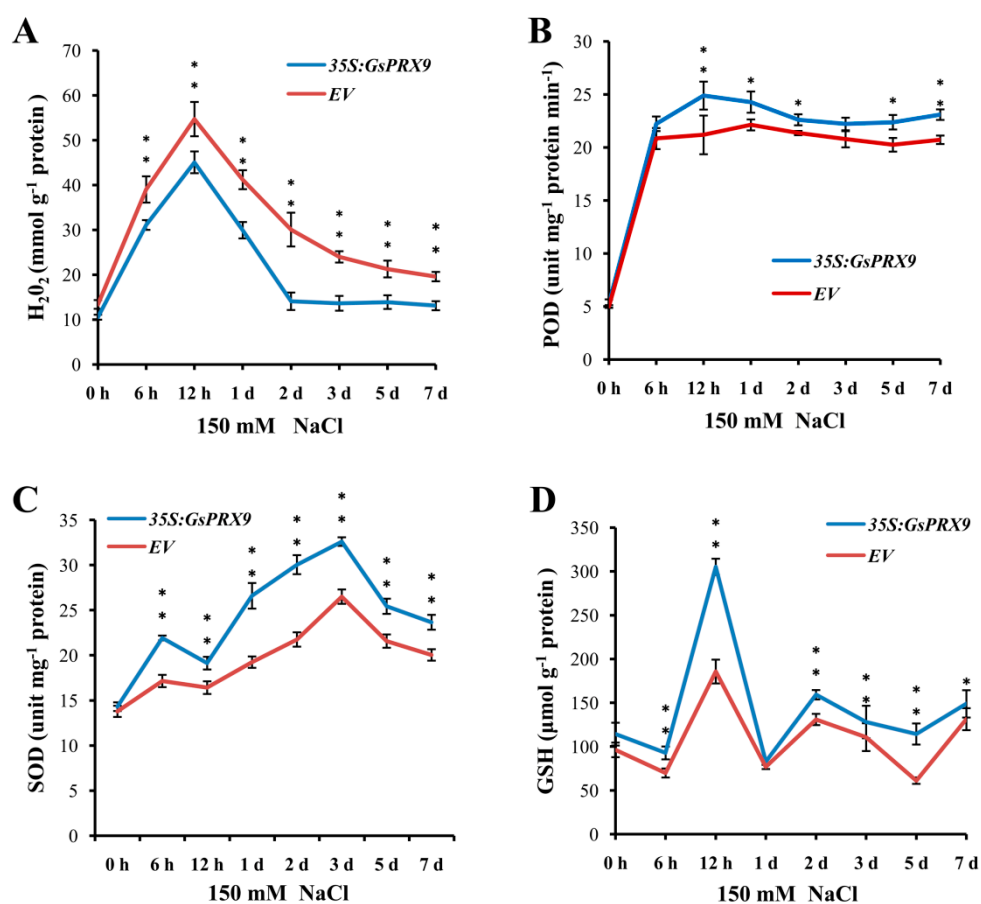 A
H₂0₂ (mmol g⁻¹ protein)
70
60
50
40
30
20
10
0
35S:GsPRX9
EV
* *
* *
* *
* *
* *
* *
* *
0 h 6 h 12 h 1 d 2 d 3 d 5 d 7 d
150 mM NaCl
B
POD (unit mg⁻¹ protein min⁻¹)
30
25
20
15
10
5
0
* *
*
*
*
* *
35S:GsPRX9
EV
0 h 6 h 12 h 1 d 2 d 3 d 5 d 7 d
150 mM NaCl
C
SOD (unit mg⁻¹ protein)
35
30
25
20
15
10
5
0
35S:GsPRX9
EV
* *
* *
* *
* *
* *
* *
* *
0 h 6 h 12 h 1 d 2 d 3 d 5 d 7 d
150 mM NaCl
D
GSH (μmol g⁻¹ protein)
350
300
250
200
150
100
50
0
35S:GsPRX9
EV
* *
* *
* *
* *
* *
*
0 h 6 h 12 h 1 d 2 d 3 d 5 d 7 d
150 mM NaCl